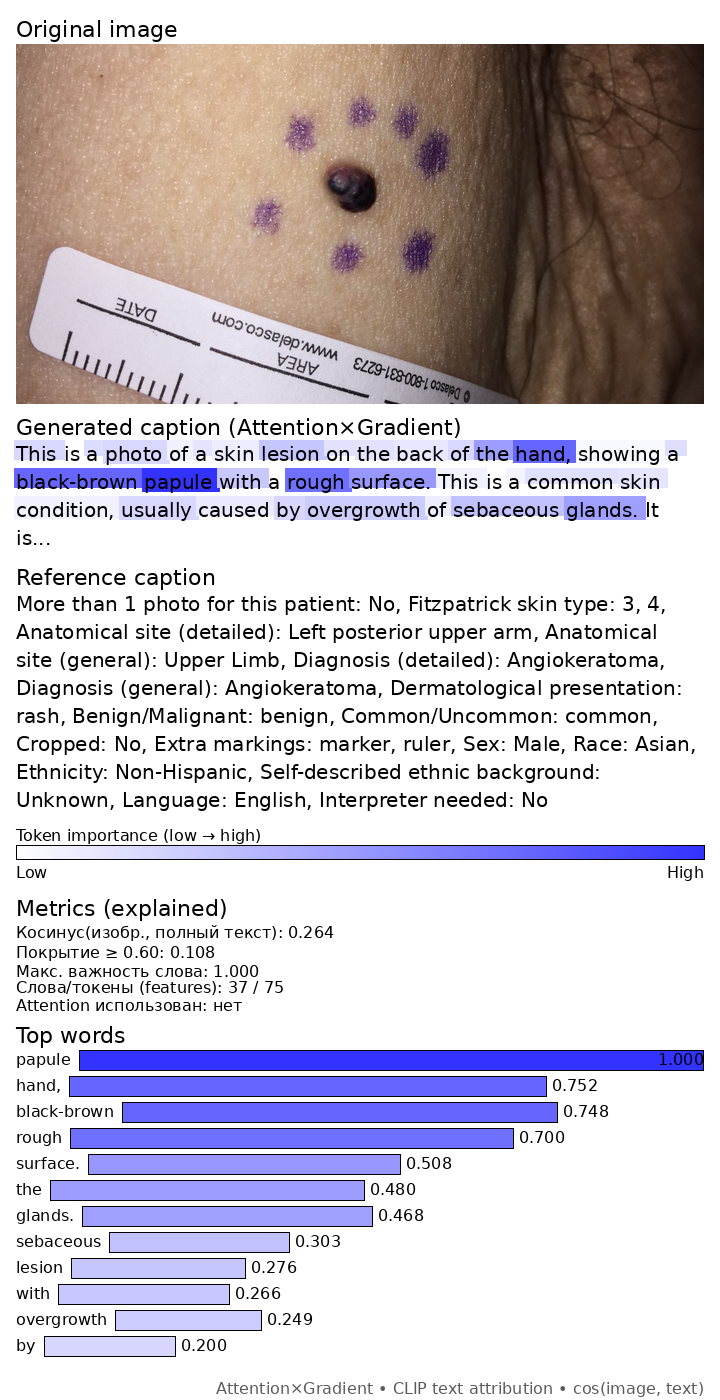 Original image
DATE
AREA
www.delasco.com
© Delasco 1-800-831-6273
Generated caption (Attention×Gradient)
This is a photo of a skin lesion on the back of the hand, showing a
black-brown papule with a rough surface. This is a common skin
condition, usually caused by overgrowth of sebaceous glands. It
is...
Reference caption
More than 1 photo for this patient: No, Fitzpatrick skin type: 3, 4,
Anatomical site (detailed): Left posterior upper arm, Anatomical
site (general): Upper Limb, Diagnosis (detailed): Angiokeratoma,
Diagnosis (general): Angiokeratoma, Dermatological presentation:
rash, Benign/Malignant: benign, Common/Uncommon: common,
Cropped: No, Extra markings: marker, ruler, Sex: Male, Race: Asian,
Ethnicity: Non-Hispanic, Self-described ethnic background:
Unknown, Language: English, Interpreter needed: No
Token importance (low → high)
Low High
Metrics (explained)
Косинус(изобр., полный текст): 0.264
Покрытие ≥ 0.60: 0.108
Макс. важность слова: 1.000
Слова/токены (features): 37 / 75
Attention использован: нет
Top words
papule 1.000
hand, 0.752
black-brown 0.748
rough 0.700
surface. 0.508
the 0.480
glands. 0.468
sebaceous 0.303
lesion 0.276
with 0.266
overgrowth 0.249
by 0.200
Attention×Gradient • CLIP text attribution • cos(image, text)